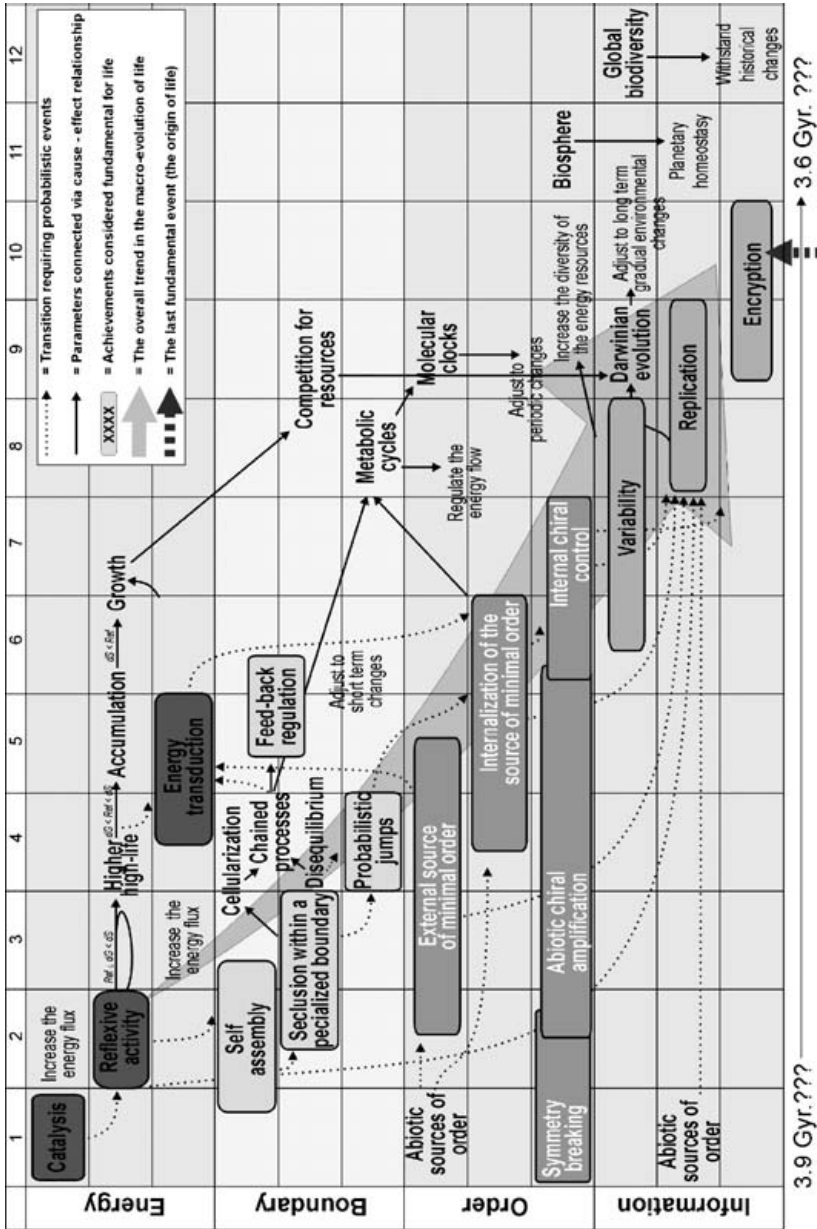 1
2
3
4
5
6
7
8
9
10
11
12
= Transition requiring probabilistic events
= Parameters connected via cause - effect relationship
XXXX
= Achievements considered fundamental for life
= The overall trend in the macro-evolution of life
= The last fundamental event (the origin of life)
Energy
Catalysis
Increase the
energy flux
Reflexive
activity
Increase the
energy flux
Higher
high-life
Accumulation
Growth
Energy
transduction
Boundary
Self
assembly
Seclusion within a
pecialized boundary
Cellularization
Chained
processes
Disequilibrium
Feed-back
regulation
Probabilistic
jumps
Adjust to
short term
changes
Competition for
resources
Metabolic
cycles
Regulate the
energy flow
Molecular
clocks
Adjust to
periodic changes
Order
Abiotic
sources of
order
External source
of minimal order
Internalization of the
source of minimal order
Symmetry
breaking
Abiotic chiral
amplification
Internal chiral
control
Increase the diversity of
the energy resources
Biosphere
Planetary
homeostasy
Information
Abiotic
sources of
order
Variability
Replication
Darwinian
evolution
Adjust to long term
gradual environmental
changes
Encryption
Global
biodiversity
Withstand
historical
changes
3.9 Gyr.???
3.6 Gyr. ???